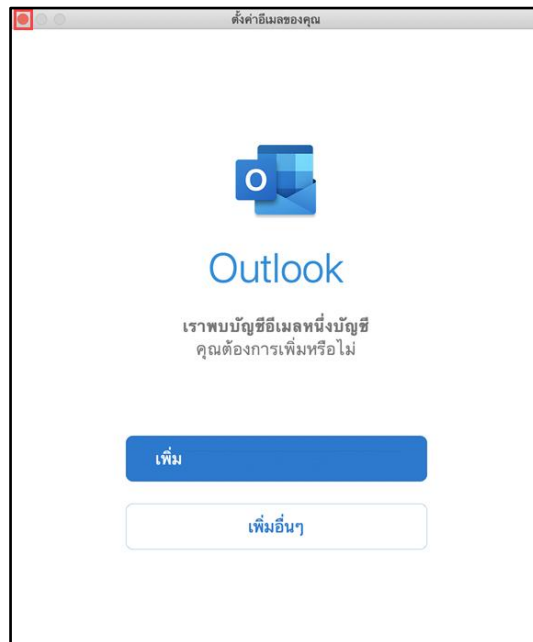 ตั้งค่าอีเมลของคุณ
O
Outlook
เราพบบัญชีอีเมลหนึ่งบัญชี
คุณต้องการเพิ่มหรือไม่
เพิ่ม
เพิ่มอื่นๆ